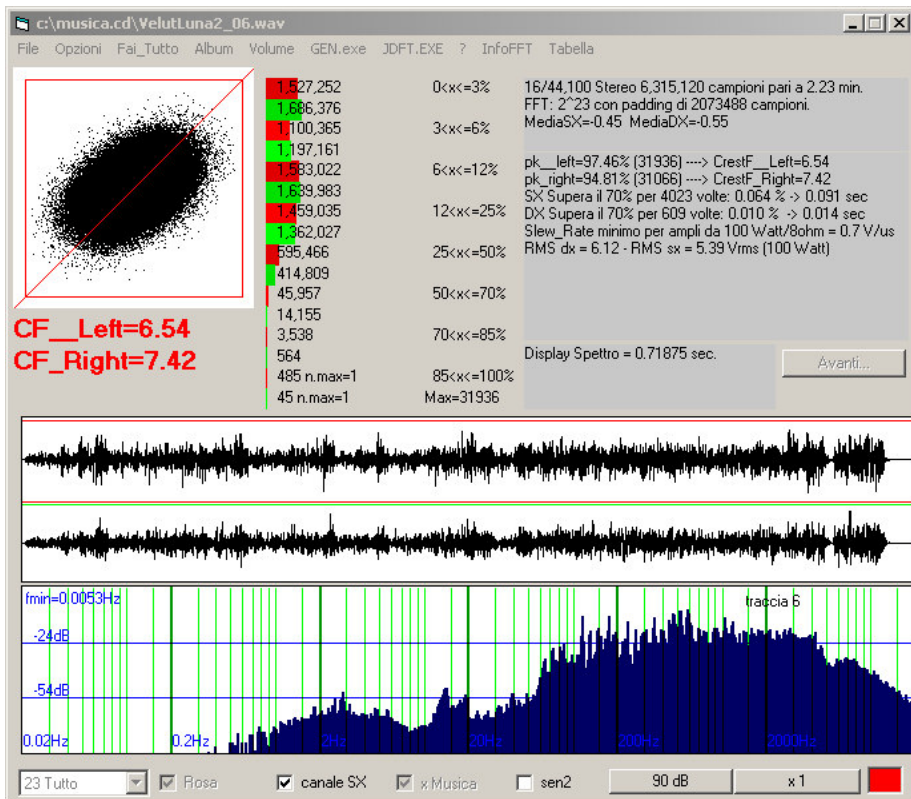 c:\musica.cd\VelutLuna2_06.wav
File Opzioni Fai_Tutto Album Volume GEN.exe JDFT.EXE ? InfoFFT Tabella
1,527,252 0<x<=3%
1,686,376
1,100,365 3<x<=6%
1,197,161
1,583,022 6<x<=12%
1,639,983
1,459,035 12<x<=25%
1,362,027
595,466 25<x<=50%
414,809
45,957 50<x<=70%
14,155
3,538 70<x<=85%
564
485 n.max=1 85<x<=100%
45 n.max=1 Max=31936
16/44,100 Stereo 6,315,120 campioni pari a 2.23 min.
FFT: 2^23 con padding di 2073488 campioni.
MediaSX=-0.45 MediaDX=-0.55
pk__left=97.46% (31936) ----> CrestF__Left=6.54
pk_right=94.81% (31066) ----> CrestF_Right=7.42
SX Supera il 70% per 4023 volte: 0.064 % -> 0.091 sec
DX Supera il 70% per 609 volte: 0.010 % -> 0.014 sec
Slew_Rate minimo per ampli da 100 Watt/8ohm = 0.7 V/us
RMS dx = 6.12 - RMS sx = 5.39 Vrms (100 Watt)
CF__Left=6.54
CF_Right=7.42
Display Spettro = 0.71875 sec.
Avanti...
fmin=0.0053Hz
traccia 6
-24dB
-54dB
0.02Hz 0.2Hz 2Hz 20Hz 200Hz 2000Hz
23 Tutto Rosa canale SX x Musica sen2 90 dB x 1